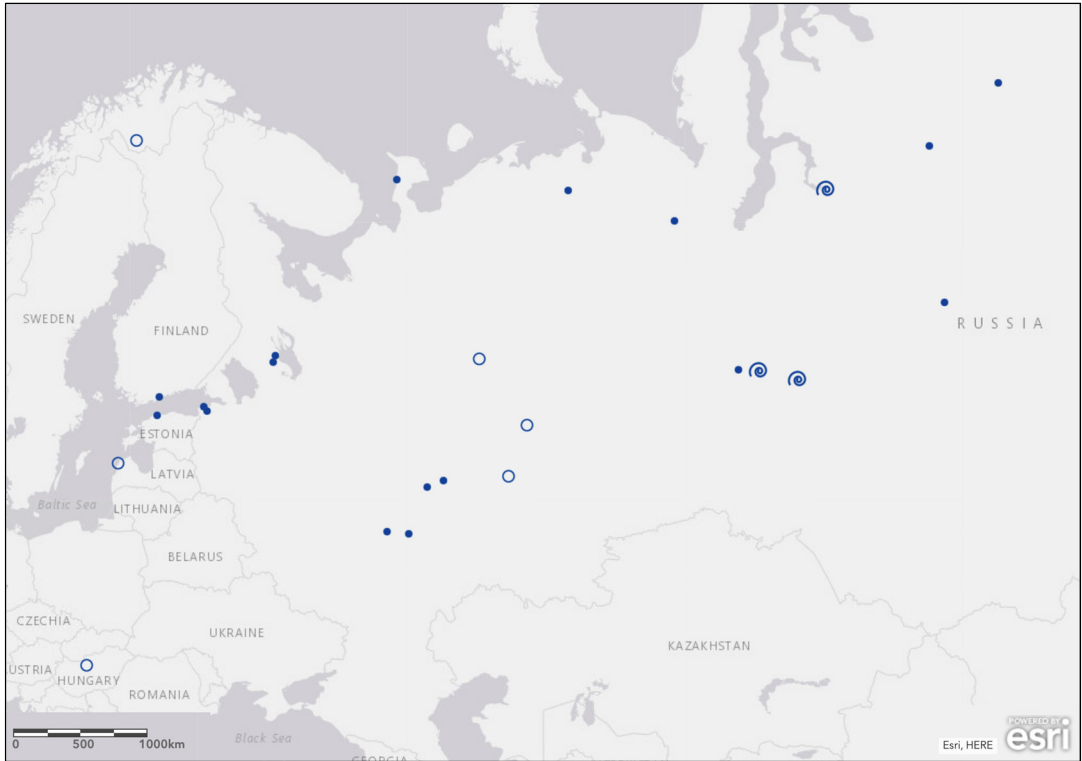 SWEDEN
FINLAND
RUSSIA
ESTONIA
LATVIA
Baltic Sea
LITHUANIA
BELARUS
CZECHIA
UKRAINE
KAZAKHSTAN
USTRIA
HUNGARY
ROMANIA
Black Sea
0 500 1000km
GEORGIA
Esri, HERE
POWERED BY
esri